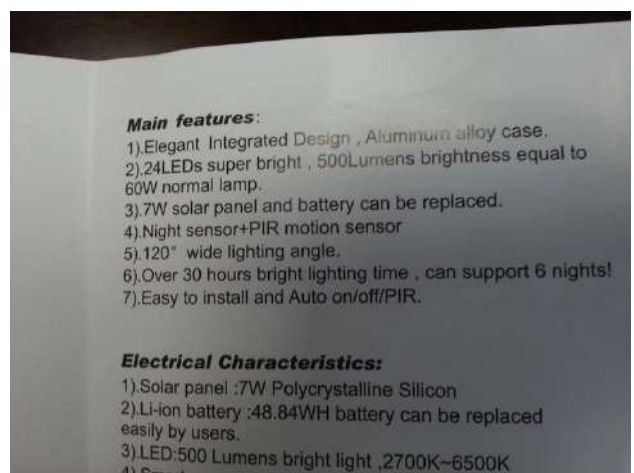 Main features:
1).Elegant Integrated Design , Aluminum alloy case.
2).24LEDs super bright , 500Lumens brightness equal to
60W normal lamp.
3).7W solar panel and battery can be replaced.
4).Night sensor+PIR motion sensor
5).120° wide lighting angle.
6).Over 30 hours bright lighting time , can support 6 nights!
7).Easy to install and Auto on/off/PIR.
Electrical Characteristics:
1).Solar panel :7W Polycrystalline Silicon
2).Li-ion battery :48.84WH battery can be replaced
easily by users.
3).LED:500 Lumens bright light ,2700K~6500K